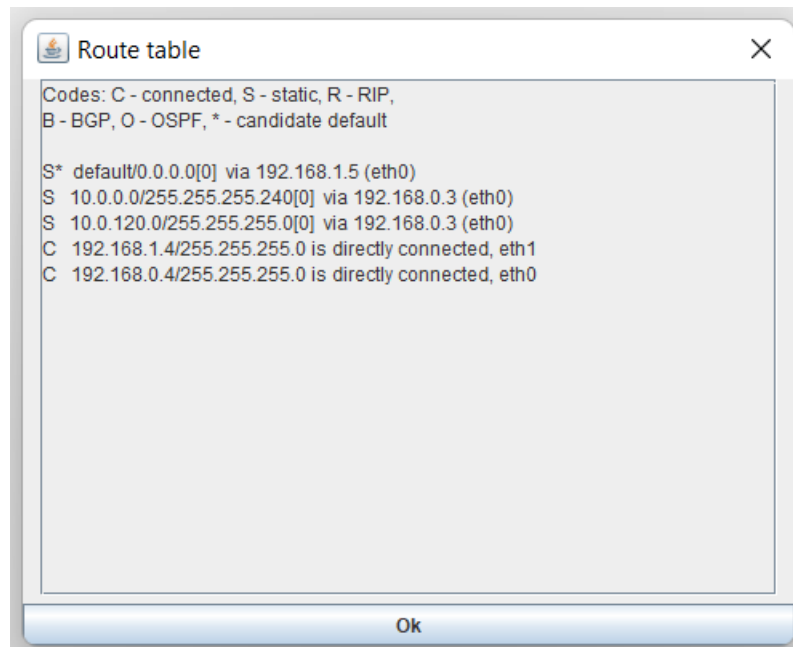 Route table
Codes: C - connected, S - static, R - RIP,
B - BGP, O - OSPF, * - candidate default
S* default/0.0.0.0[0] via 192.168.1.5 (eth0)
S 10.0.0.0/255.255.255.240[0] via 192.168.0.3 (eth0)
S 10.0.120.0/255.255.255.0[0] via 192.168.0.3 (eth0)
C 192.168.1.4/255.255.255.0 is directly connected, eth1
C 192.168.0.4/255.255.255.0 is directly connected, eth0
Ok